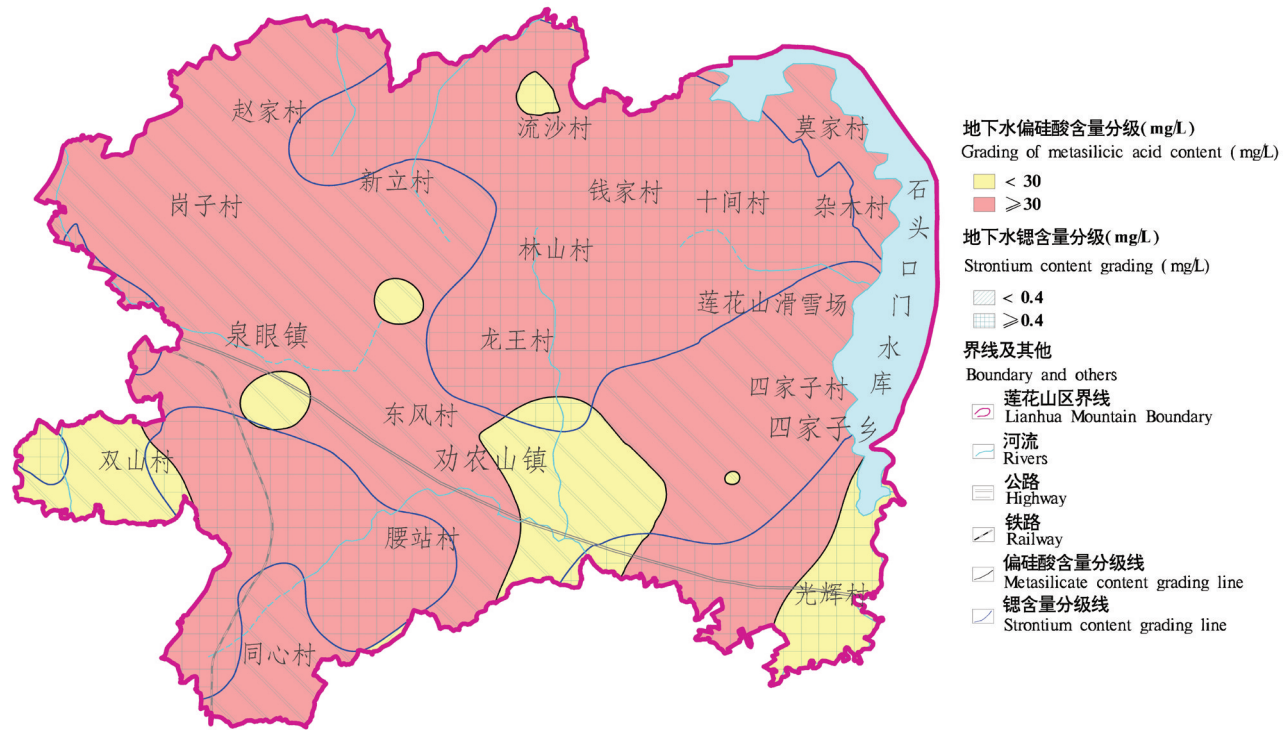 赵家村
流沙村
莫家村
新立村
岗子村
钱家村
十间村
杂木村
林山村
石头口门水库
莲花山滑雪场
泉眼镇
龙王村
四家子村
东风村
四家子乡
双山村
劝农山镇
腰站村
光辉村
同心村
地下水偏硅酸含量分级(mg/L)
Grading of metasilicic acid content (mg/L)
< 30
⩾30
地下水锶含量分级(mg/L)
Strontium content grading (mg/L)
< 0.4
⩾0.4
界线及其他
Boundary and others
莲花山区界线
Lianhua Mountain Boundary
河流
Rivers
公路
Highway
铁路
Railway
偏硅酸含量分级线
Metasilicate content grading line
锶含量分级线
Strontium content grading line